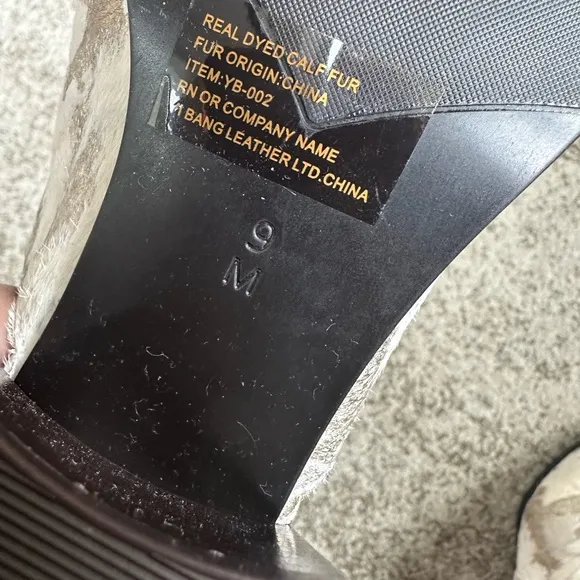 REAL DYED CALF FUR
FUR ORIGIN:CHINA
ITEM:YB-002
RN OR COMPANY NAME
BANG LEATHER LTD.CHINA
9
M